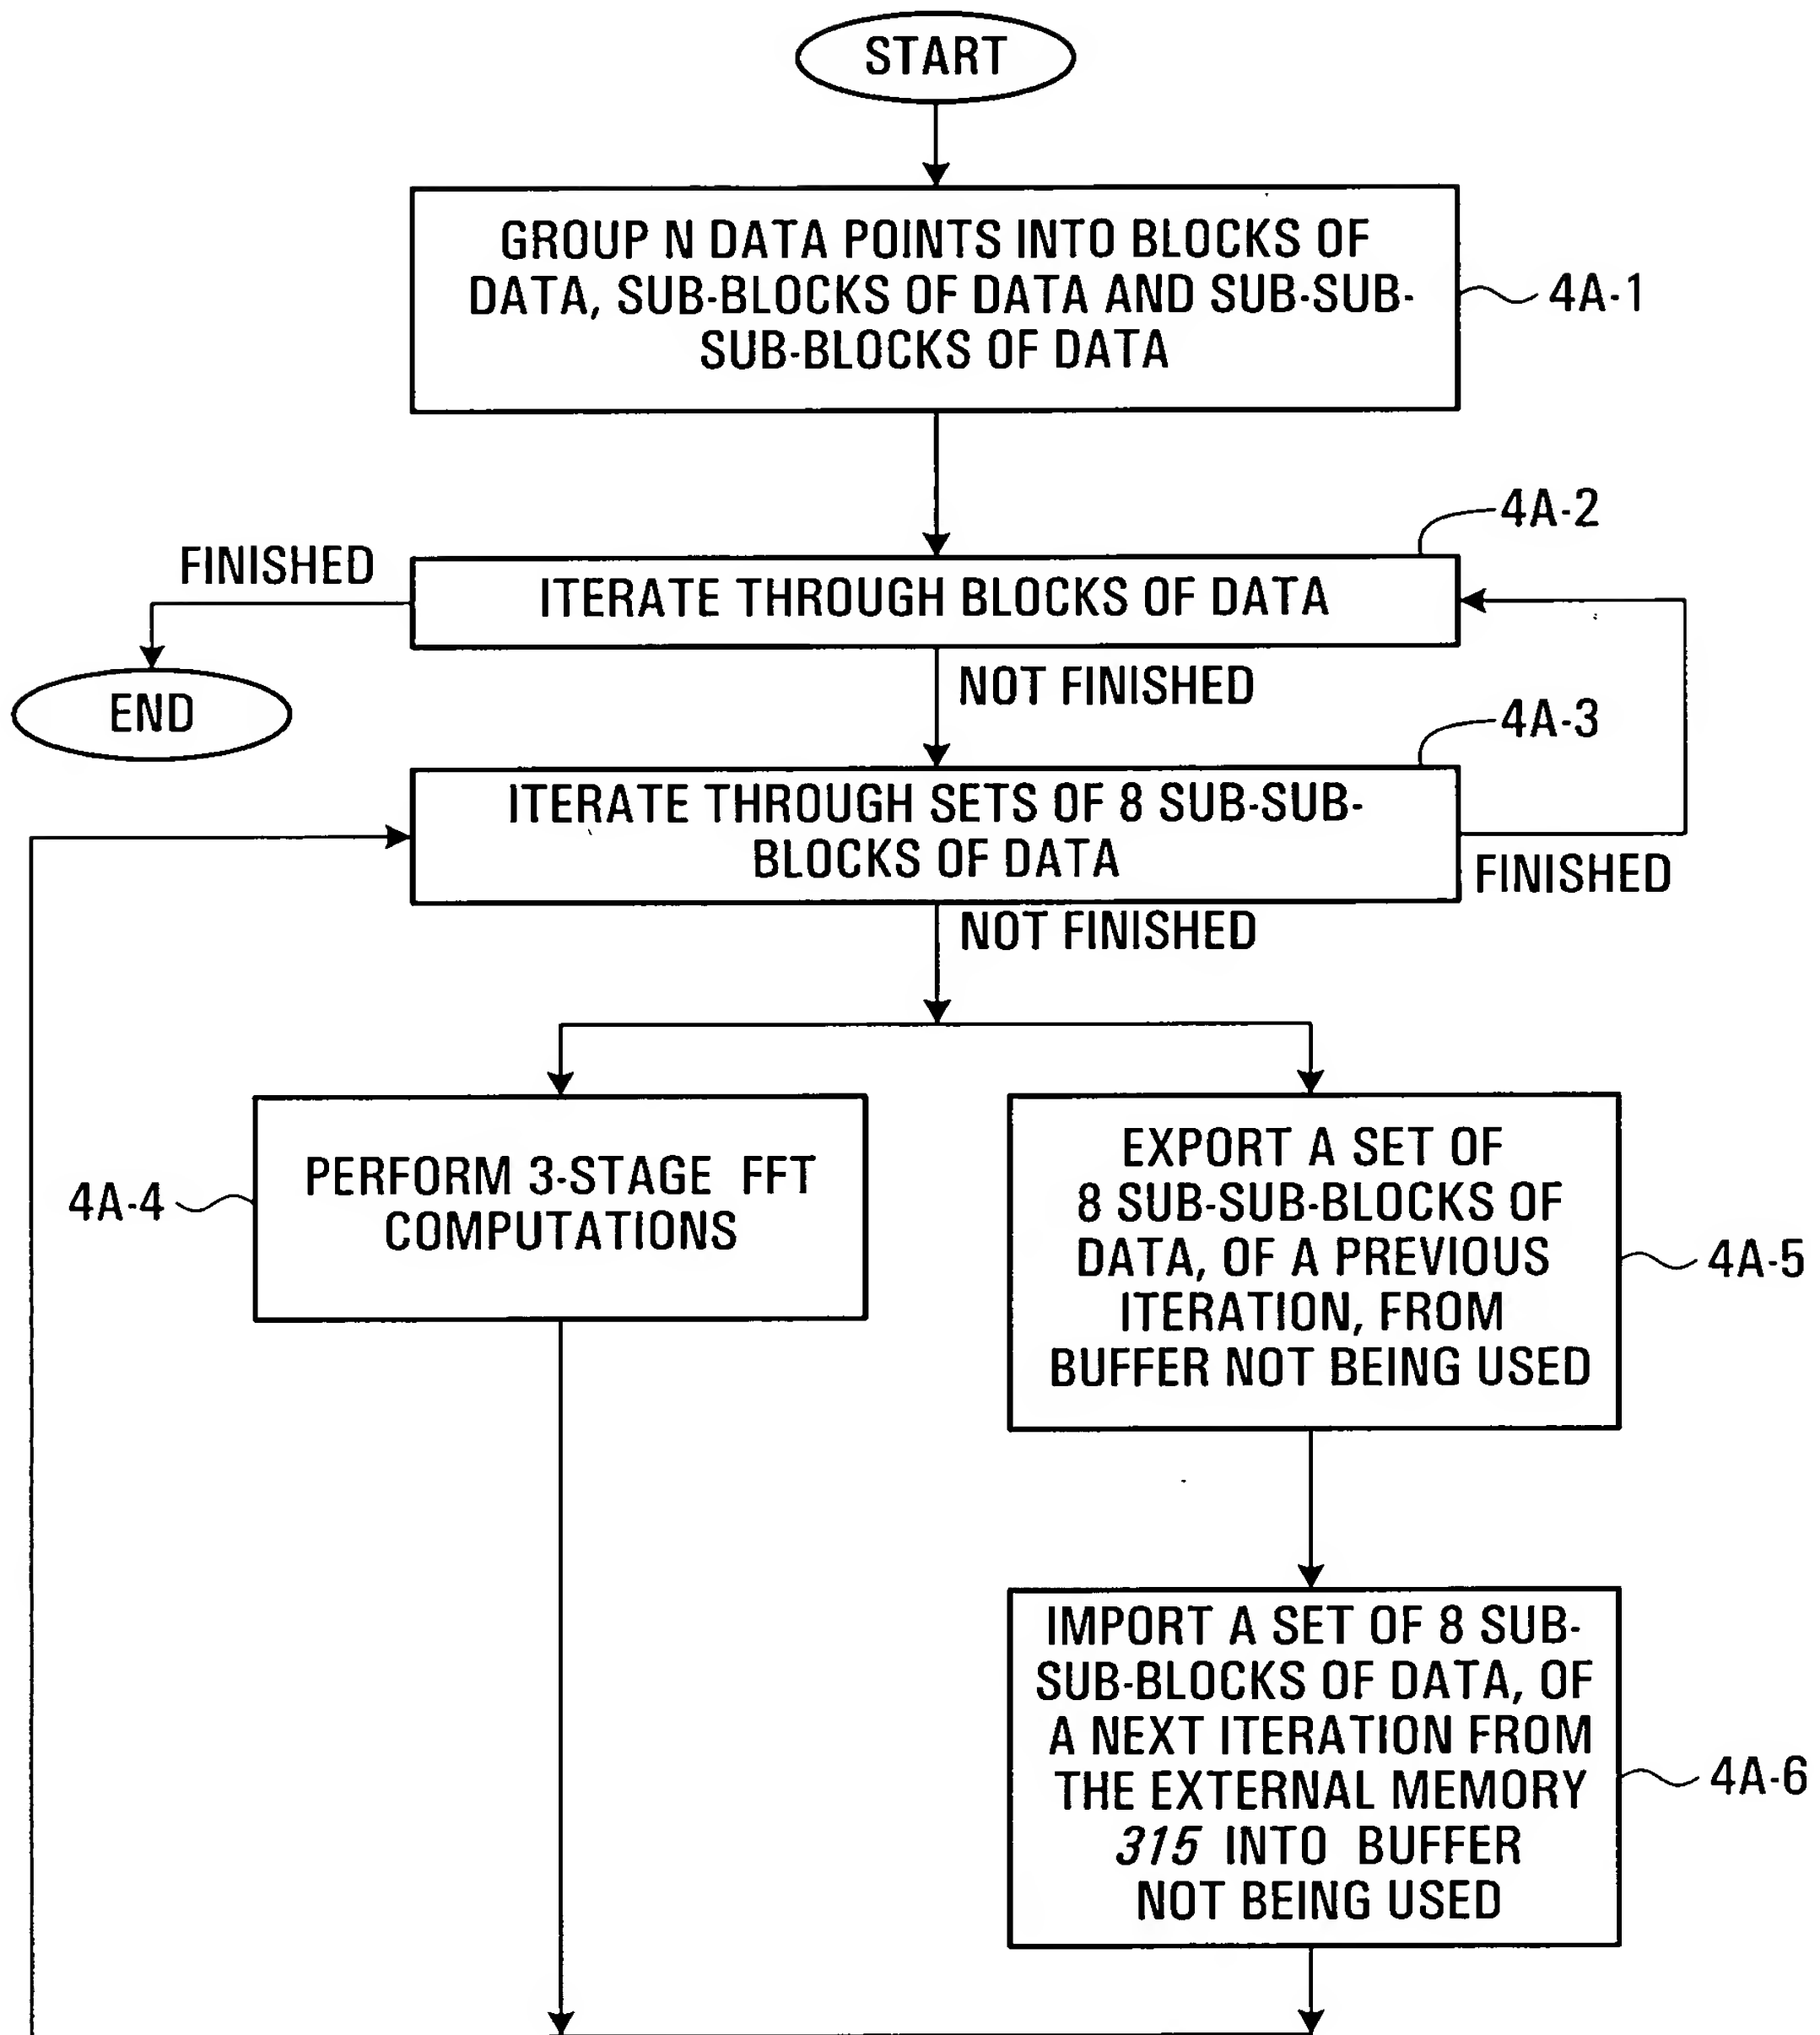 START
GROUP N DATA POINTS INTO BLOCKS OF
DATA, SUB-BLOCKS OF DATA AND SUB-SUB-
SUB-BLOCKS OF DATA
4A-1
4A-2
FINISHED
ITERATE THROUGH BLOCKS OF DATA
NOT FINISHED
END
4A-3
ITERATE THROUGH SETS OF 8 SUB-SUB-
BLOCKS OF DATA
FINISHED
NOT FINISHED
PERFORM 3-STAGE FFT
COMPUTATIONS
4A-4
EXPORT A SET OF
8 SUB-SUB-BLOCKS OF
DATA, OF A PREVIOUS
ITERATION, FROM
BUFFER NOT BEING USED
4A-5
IMPORT A SET OF 8 SUB-
SUB-BLOCKS OF DATA, OF
A NEXT ITERATION FROM
THE EXTERNAL MEMORY
315 INTO BUFFER
NOT BEING USED
4A-6